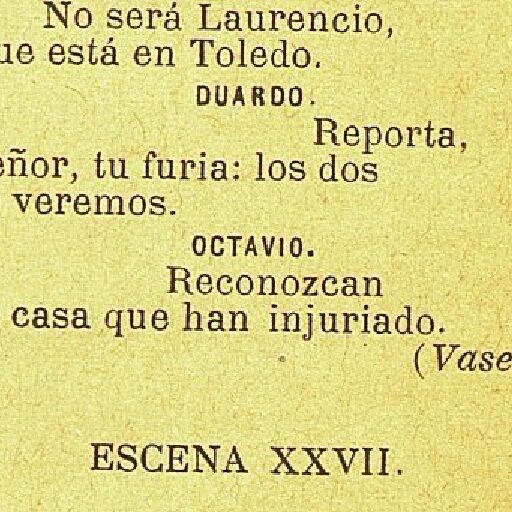 No será Laurencio,
ue está en Toledo.
DUARDO.
Reporta,
eñor, tu furia: los dos
veremos.
OCTAVIO.
Reconozcan
casa que han injuriado.
(Vase
ESCENA XXVII.